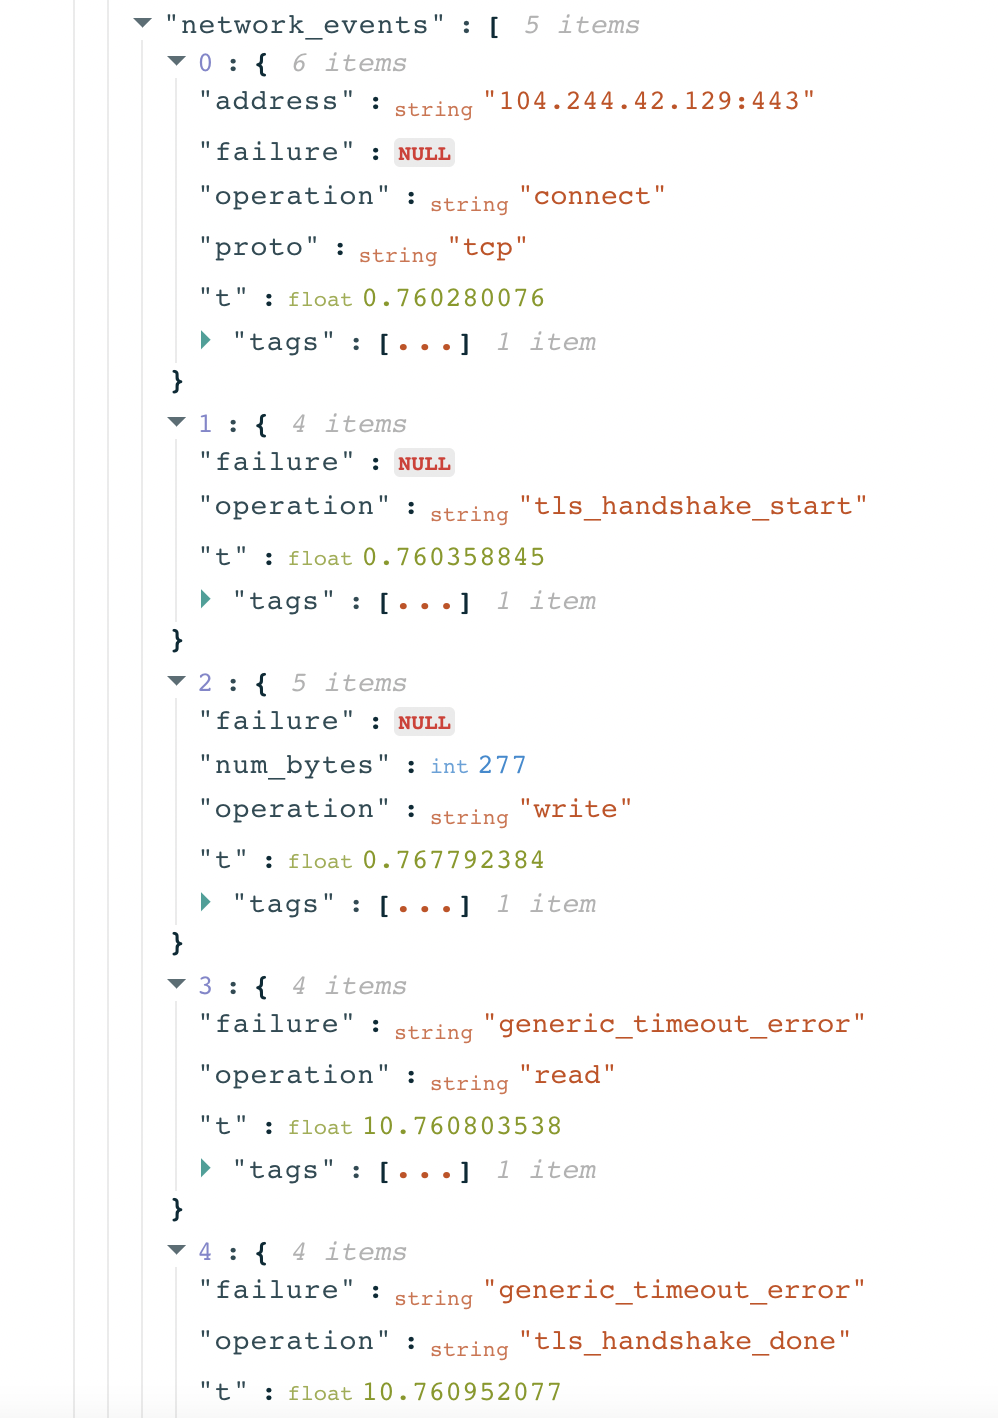 "network_events" : [ 5 items
0 : { 6 items
"address" : string "104.244.42.129:443"
"failure" : NULL
"operation" : string "connect"
"proto" : string "tcp"
"t" : float 0.760280076
"tags" : [...] 1 item
}
1 : { 4 items
"failure" : NULL
"operation" : string "tls_handshake_start"
"t" : float 0.760358845
"tags" : [...] 1 item
}
2 : { 5 items
"failure" : NULL
"num_bytes" : int 277
"operation" : string "write"
"t" : float 0.767792384
"tags" : [...] 1 item
}
3 : { 4 items
"failure" : string "generic_timeout_error"
"operation" : string "read"
"t" : float 10.760803538
"tags" : [...] 1 item
}
4 : { 4 items
"failure" : string "generic_timeout_error"
"operation" : string "tls_handshake_done"
"t" : float 10.760952077